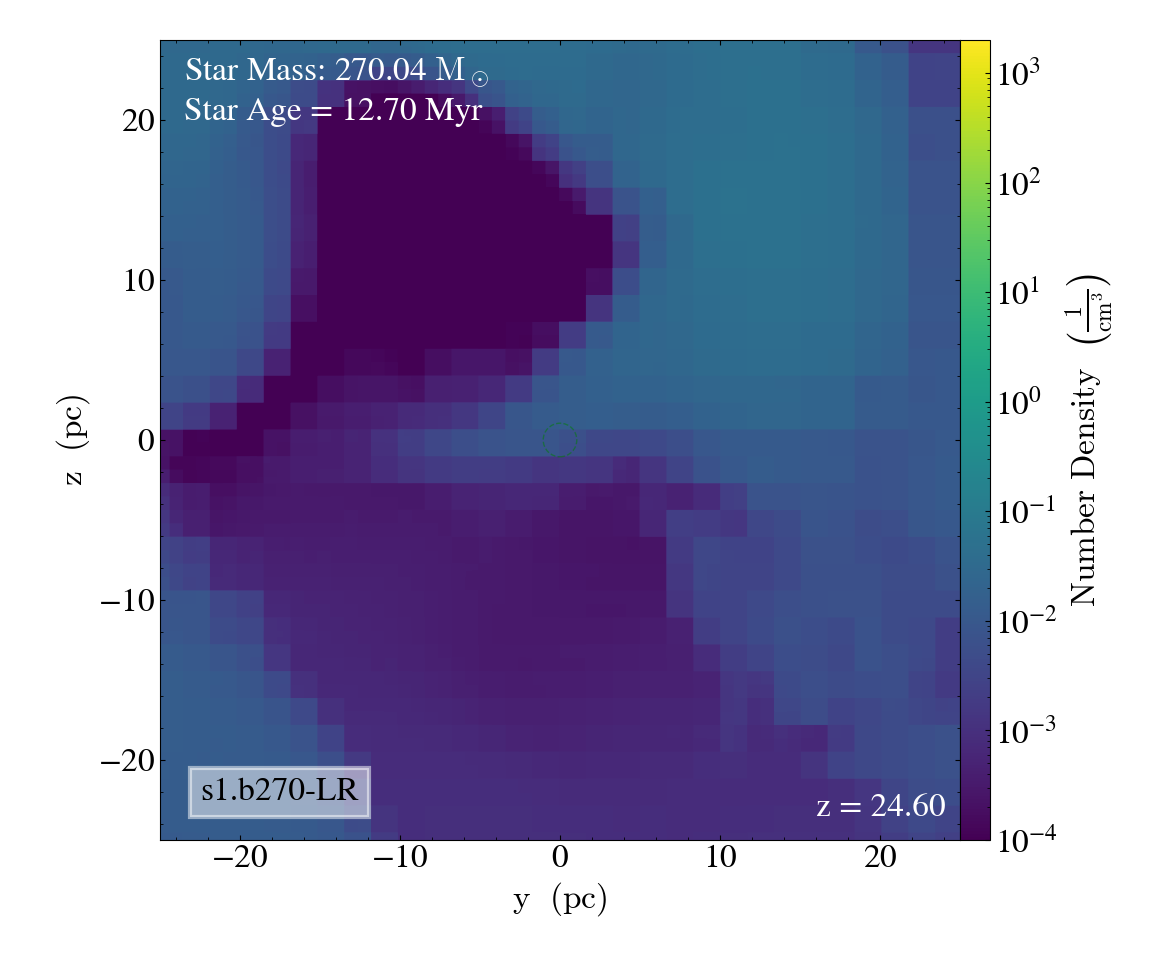 Star Mass: 270.04 M⊙
Star Age = 12.70 Myr
20
10
0
−10
−20
z (pc)
s1.b270-LR
z = 24.60
−20 −10 0 10 20
y (pc)
10³
10²
10¹
10⁰
10⁻¹
10⁻²
10⁻³
10⁻⁴
Number Density (1/cm³)